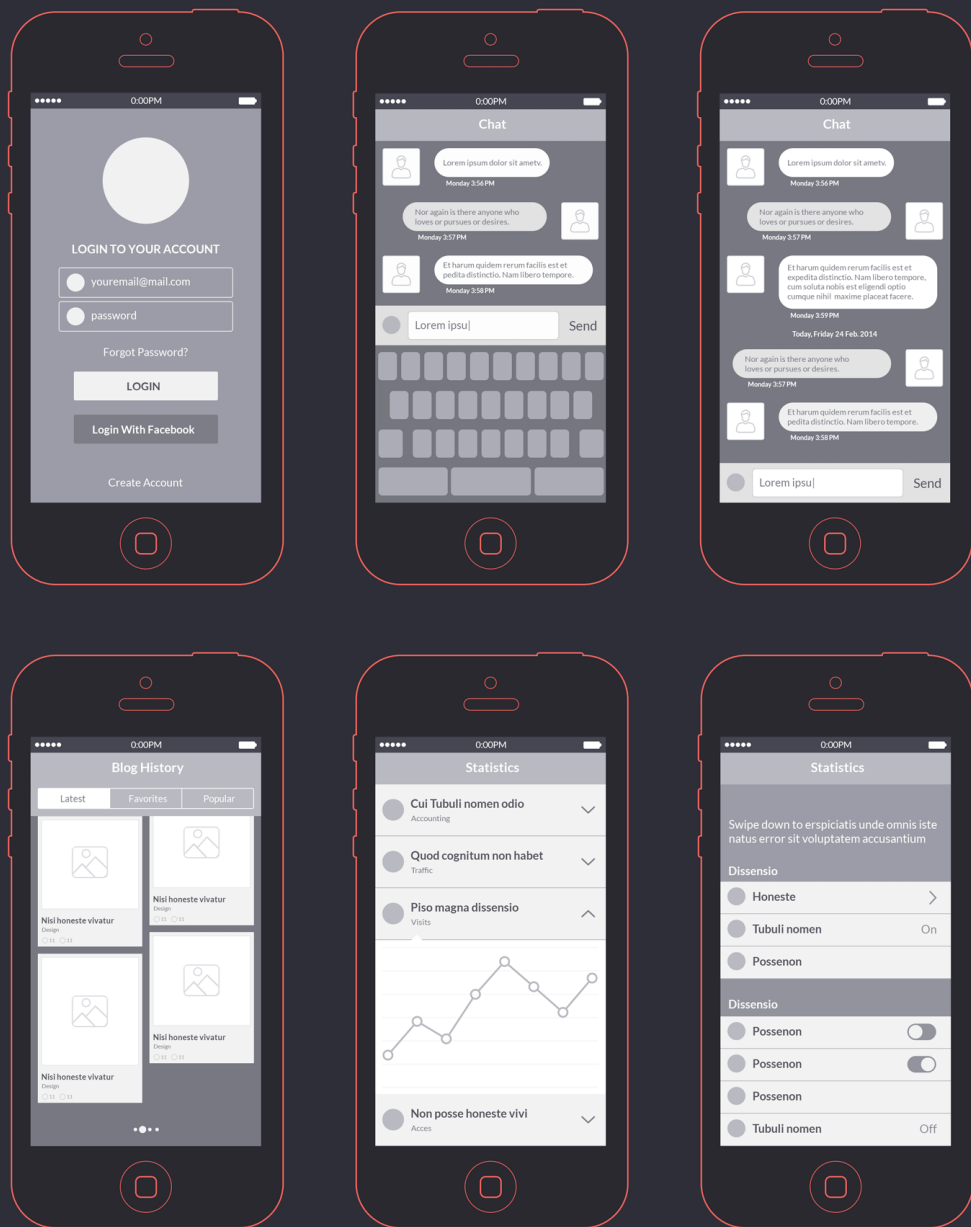 0:00PM
LOGIN TO YOUR ACCOUNT
youremail@mail.com
password
Forgot Password?
LOGIN
Login With Facebook
Create Account
0:00PM
Chat
Lorem ipsum dolor sit ametv.
Monday 3:56 PM
Nor again is there anyone who
loves or pursues or desires.
Monday 3:57 PM
Et harum quidem rerum facilis est et
pedita distinctio. Nam libero tempore.
Monday 3:58 PM
Lorem ipsu|
Send
0:00PM
Chat
Lorem ipsum dolor sit ametv.
Monday 3:56 PM
Nor again is there anyone who
loves or pursues or desires.
Monday 3:57 PM
Et harum quidem rerum facilis est et
expedita distinctio. Nam libero tempore,
cum soluta nobis est eligendi optio
cumque nihil maxime placeat facere.
Monday 3:59 PM
Today, Friday 24 Feb. 2014
Nor again is there anyone who
loves or pursues or desires.
Monday 3:57 PM
Et harum quidem rerum facilis est et
pedita distinctio. Nam libero tempore.
Monday 3:58 PM
Lorem ipsu|
Send
0:00PM
Blog History
Latest
Favorites
Popular
Nisi honeste vivatur
Design
11 11
Nisi honeste vivatur
Design
11 11
Nisi honeste vivatur
Design
11 11
Nisi honeste vivatur
Design
11 11
0:00PM
Statistics
Cui Tubuli nomen odio
Accounting
Quod cognitum non habet
Traffic
Piso magna dissensio
Visits
Non posse honeste vivi
Acces
0:00PM
Statistics
Swipe down to erspiciatis unde omnis iste
natus error sit voluptatem accusantium
Dissensio
Honeste
Tubuli nomen On
Possenon
Dissensio
Possenon
Possenon
Possenon
Tubuli nomen Off